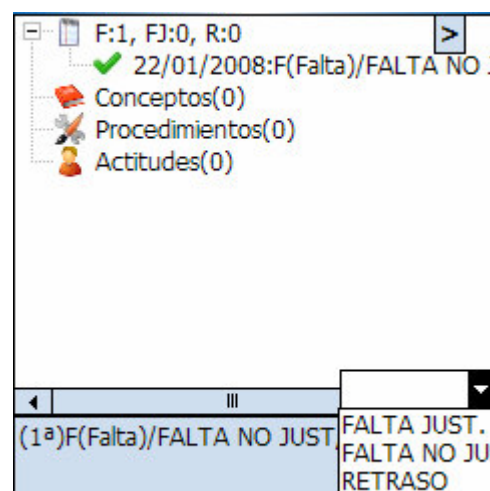 F:1, FJ:0, R:0
>
22/01/2008:F(Falta)/FALTA NO
Conceptos(0)
Procedimientos(0)
Actitudes(0)
(1ª)F(Falta)/FALTA NO JUST
FALTA JUST.
FALTA NO JU
RETRASO